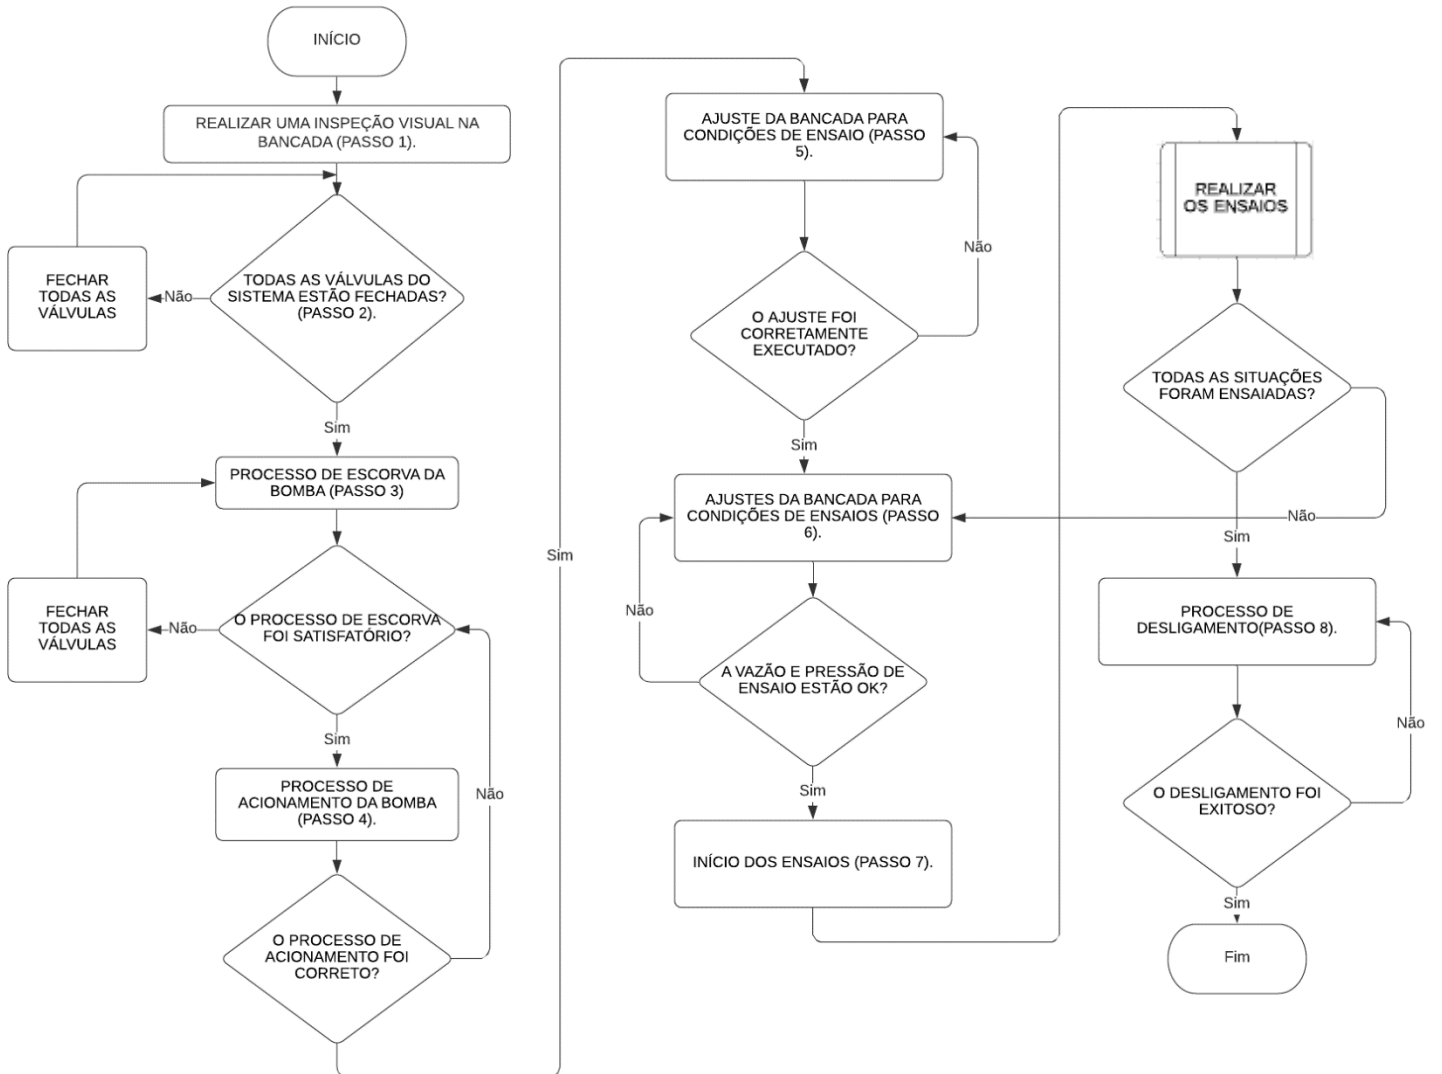 INÍCIO
REALIZAR UMA INSPEÇÃO VISUAL NA
BANCADA (PASSO 1).
FECHAR
TODAS AS
VÁLVULAS
Não
TODAS AS VÁLVULAS DO
SISTEMA ESTÃO FECHADAS?
(PASSO 2).
Sim
PROCESSO DE ESCORVA DA
BOMBA (PASSO 3)
FECHAR
TODAS AS
VÁLVULAS
Não
O PROCESSO DE ESCORVA
FOI SATISFATÓRIO?
Sim
PROCESSO DE
ACIONAMENTO DA BOMBA
(PASSO 4).
Não
O PROCESSO DE
ACIONAMENTO FOI
CORRETO?
Sim
AJUSTE DA BANCADA PARA
CONDIÇÕES DE ENSAIO (PASSO
5).
Não
O AJUSTE FOI
CORRETAMENTE
EXECUTADO?
Sim
AJUSTES DA BANCADA PARA
CONDIÇÕES DE ENSAIOS (PASSO
6).
Não
A VAZÃO E PRESSÃO DE
ENSAIO ESTÃO OK?
Sim
INÍCIO DOS ENSAIOS (PASSO 7).
REALIZAR
OS ENSAIOS
TODAS AS SITUAÇÕES
FORAM ENSAIADAS?
Não
Sim
PROCESSO DE
DESLIGAMENTO(PASSO 8).
Não
O DESLIGAMENTO FOI
EXITOSO?
Sim
Fim